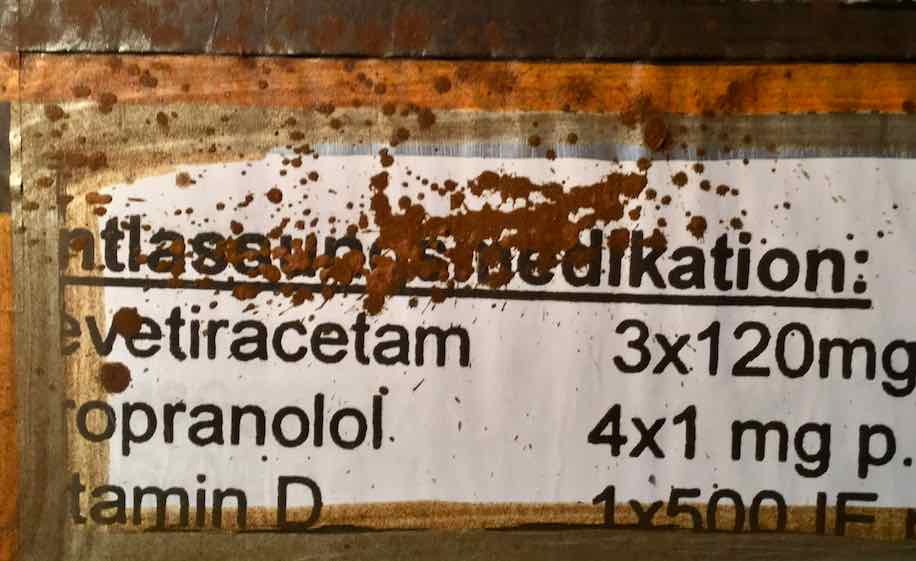 ntlassungsmedikation:
evetiracetam 3x120mg
ropranolol 4x1 mg p.
tamin D 1x500 IE